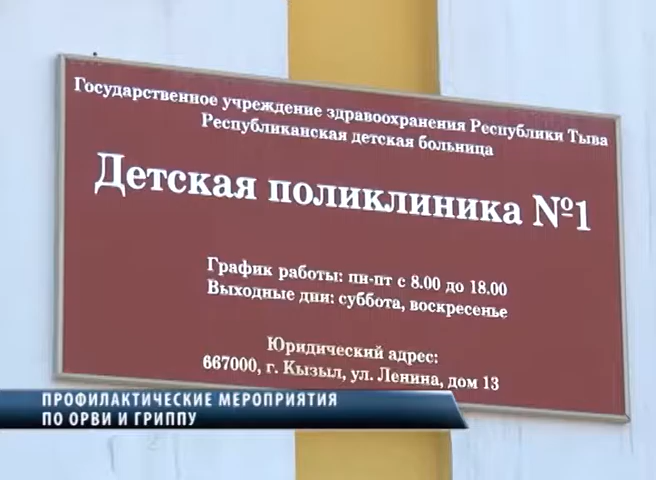 Государственное учреждение здравоохранения Республики Тыва
Республиканская детская больница
Детская поликлиника №1
График работы: пн-пт с 8.00 до 18.00
Выходные дни: суббота, воскресенье
Юридический адрес:
667000, г. Кызыл, ул. Ленина, дом 13
ПРОФИЛАКТИЧЕСКИЕ МЕРОПРИЯТИЯ
ПО ОРВИ И ГРИППУ